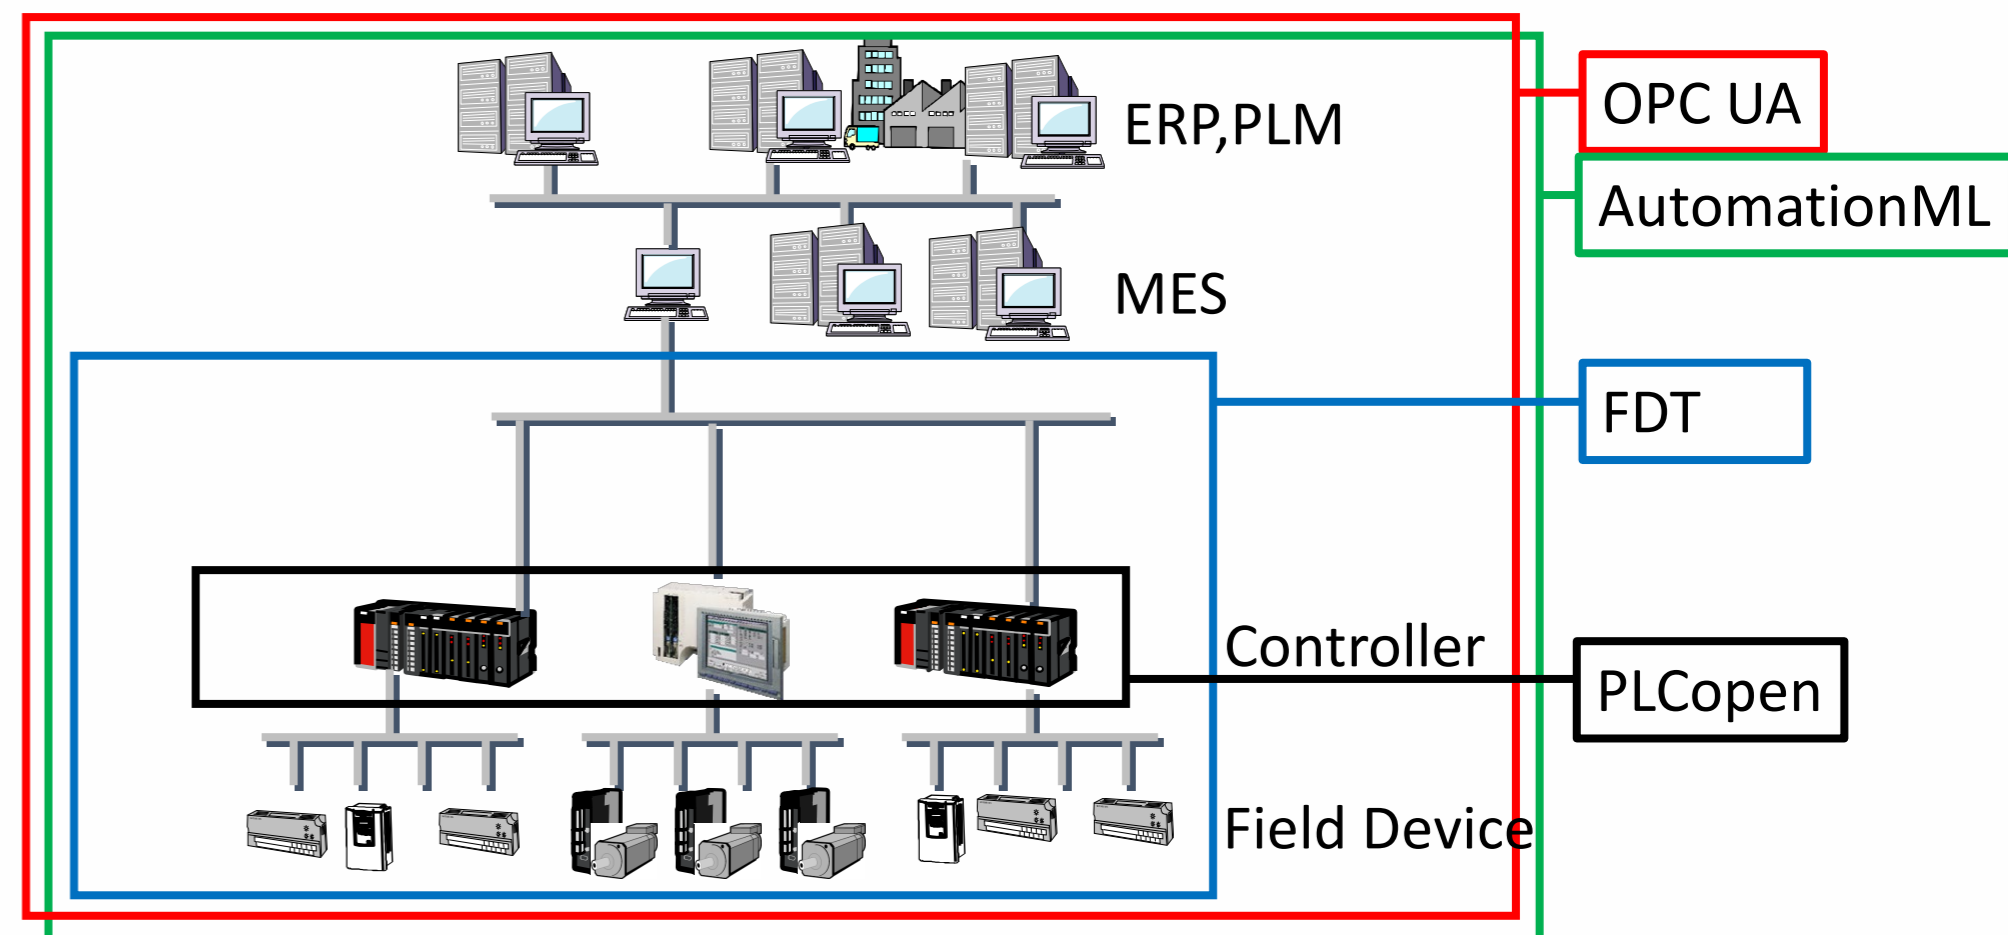 OPC UA
ERP,PLM
AutomationML
MES
FDT
Controller
PLCopen
Field Device